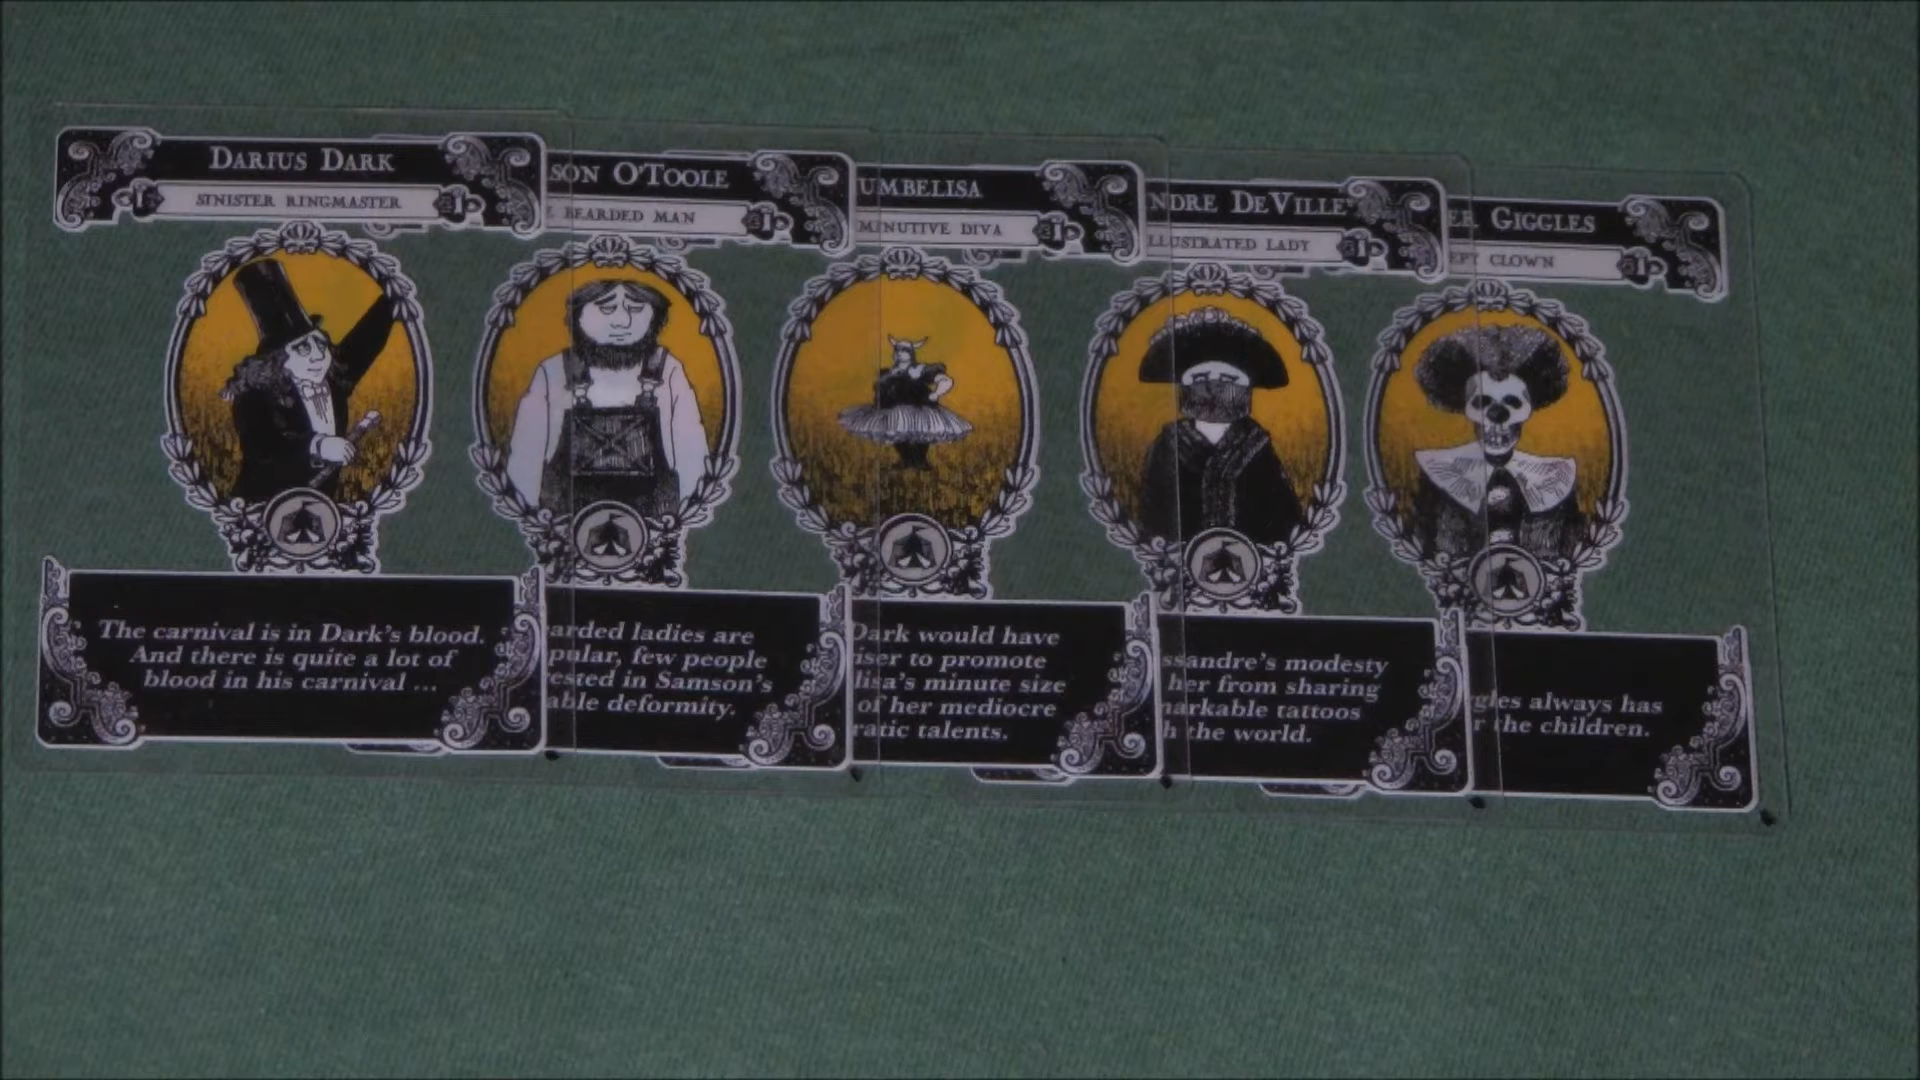 DARIUS DARK
1 SINISTER RINGMASTER 1
The carnival is in Dark's blood.
And there is quite a lot of
blood in his carnival ...
SON O'TOOLE
E BEARDED MAN 1
arded ladies are
pular, few people
rested in Samson's
able deformity.
UMBELISA
MINUTIVE DIVA 1
Dark would have
iser to promote
lisa's minute size
of her mediocre
ratic talents.
NDRE DEVILLE
LLUSTRATED LADY 1
ssandre's modesty
her from sharing
markable tattoos
h the world.
ER GIGGLES
EPT CLOWN 1
ggles always has
r the children.